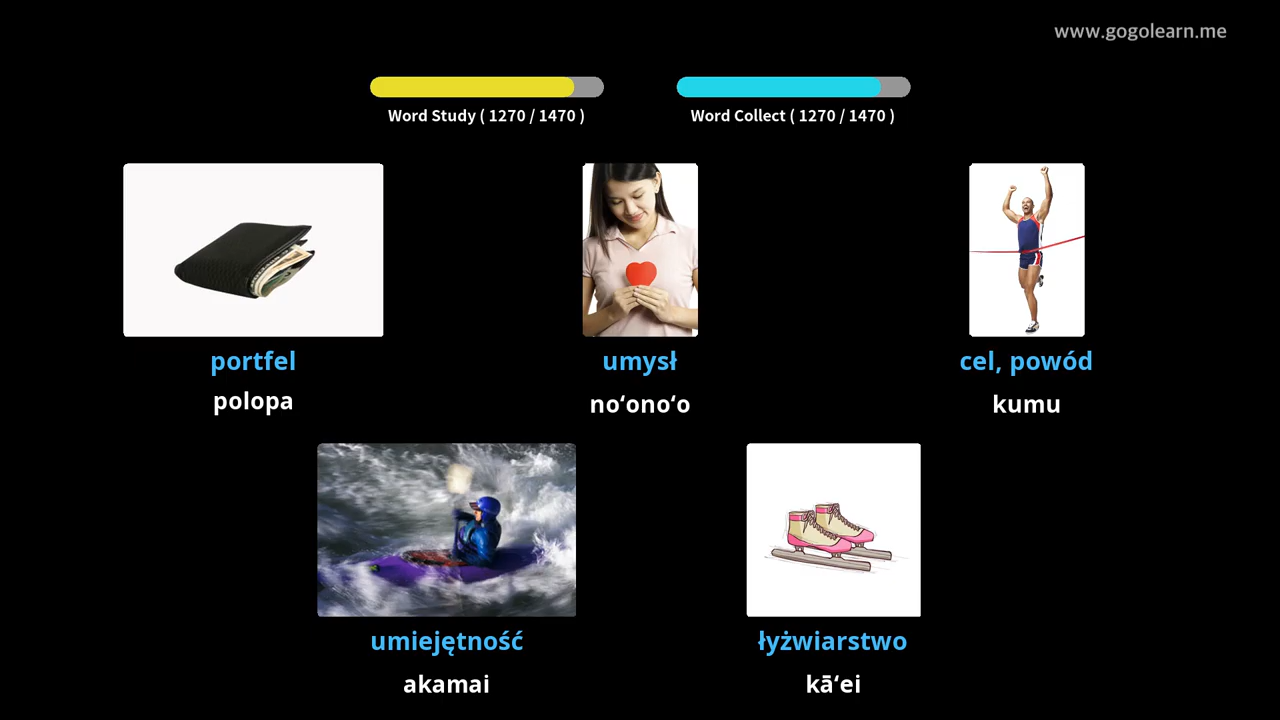 www.gogolearn.me
Word Study ( 1270 / 1470 )
Word Collect ( 1270 / 1470 )
portfel
polopa
umysł
noʻonoʻo
cel, powód
kumu
umiejętność
akamai
łyżwiarstwo
kāʻei